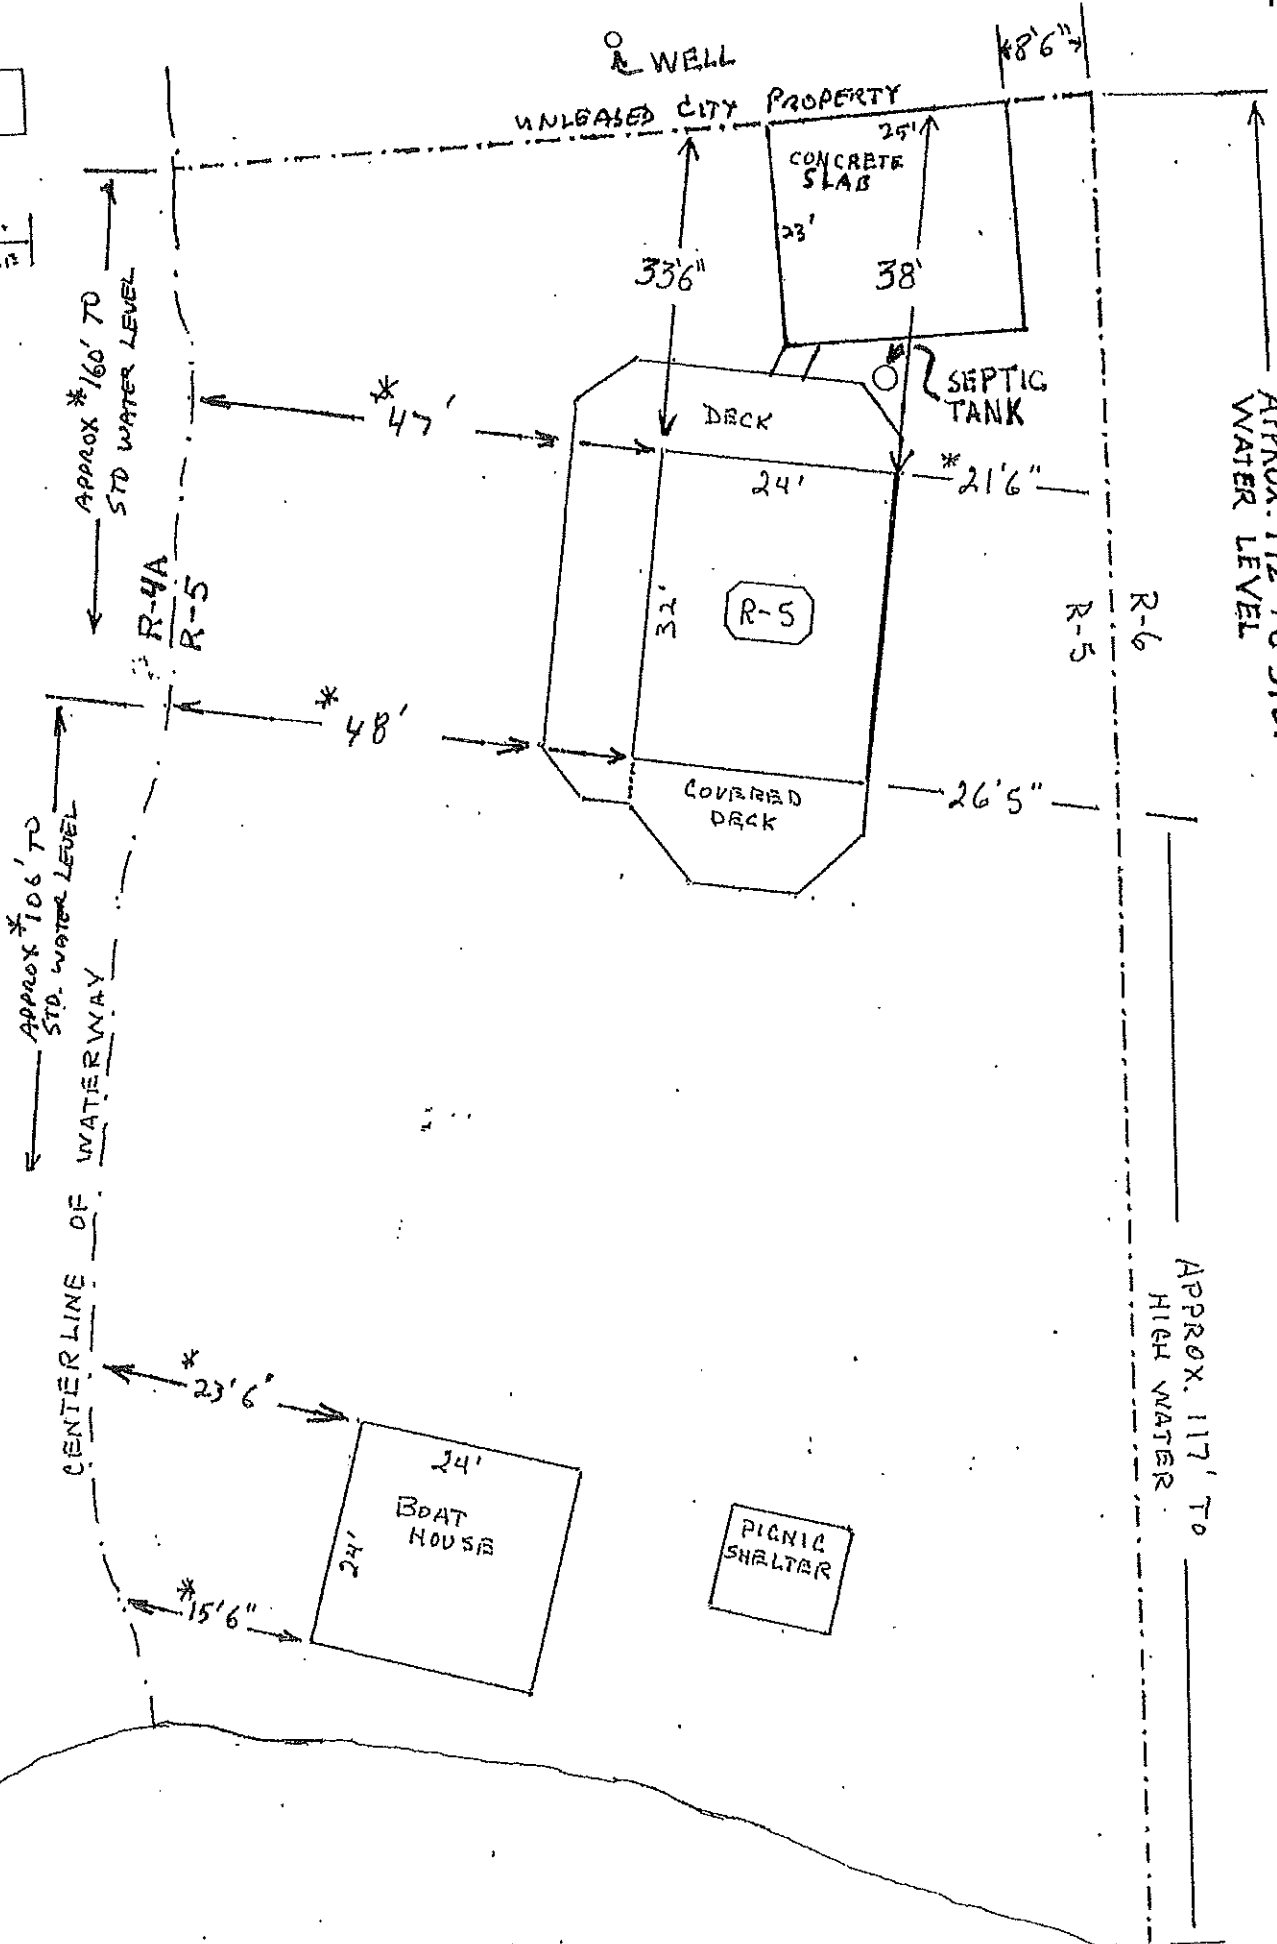 WELL
8'6"
UNLEASED CITY PROPERTY
25'
CONCRETE
SLAB
23'
33'6"
38'
SEPTIC
TANK
APPROX * 160' TO
STD WATER LEVEL
* 47'
DECK
24'
* 21'6"
WATER LEVEL
R-4A
R-5
32'
R-5
R-6
R-5
* 48'
COVERED
DECK
26'5"
APPROX * 106' TO
STD. WATER LEVEL
CENTERLINE OF WATERWAY
APPROX. 117' TO
HIGH WATER
* 23'6"
24'
BOAT
HOUSE
24'
PICNIC
SHELTER
* 15'6"